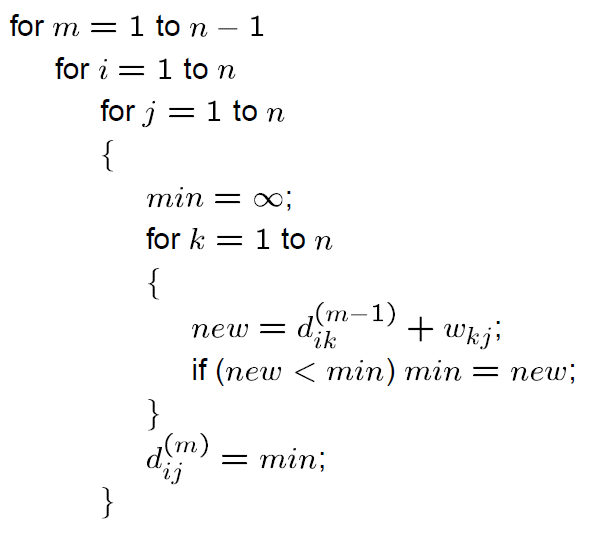 for m = 1 to n − 1
for i = 1 to n
for j = 1 to n
{
min = ∞;
for k = 1 to n
{
new = d_{ik}^{(m−1)} + w_{kj};
if (new < min) min = new;
}
d_{ij}^{(m)} = min;
}